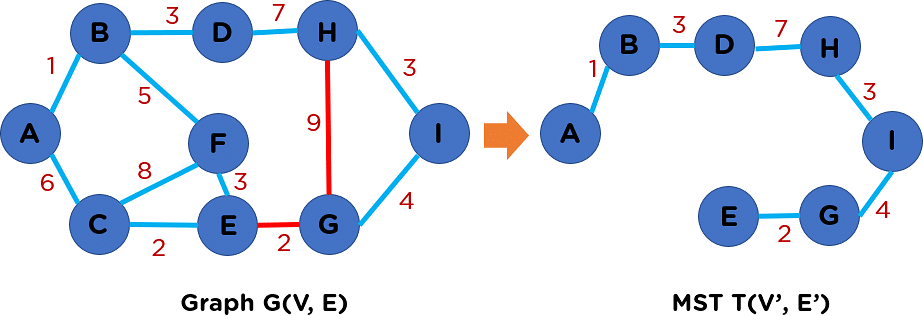 B 3 D 7 H
1 5 3
A F 9 I
6 8 3 4
C 2 E 2 G
Graph G(V, E)
B 3 D 7 H
1 3
A I
E 2 G 4
MST T(V’, E’)